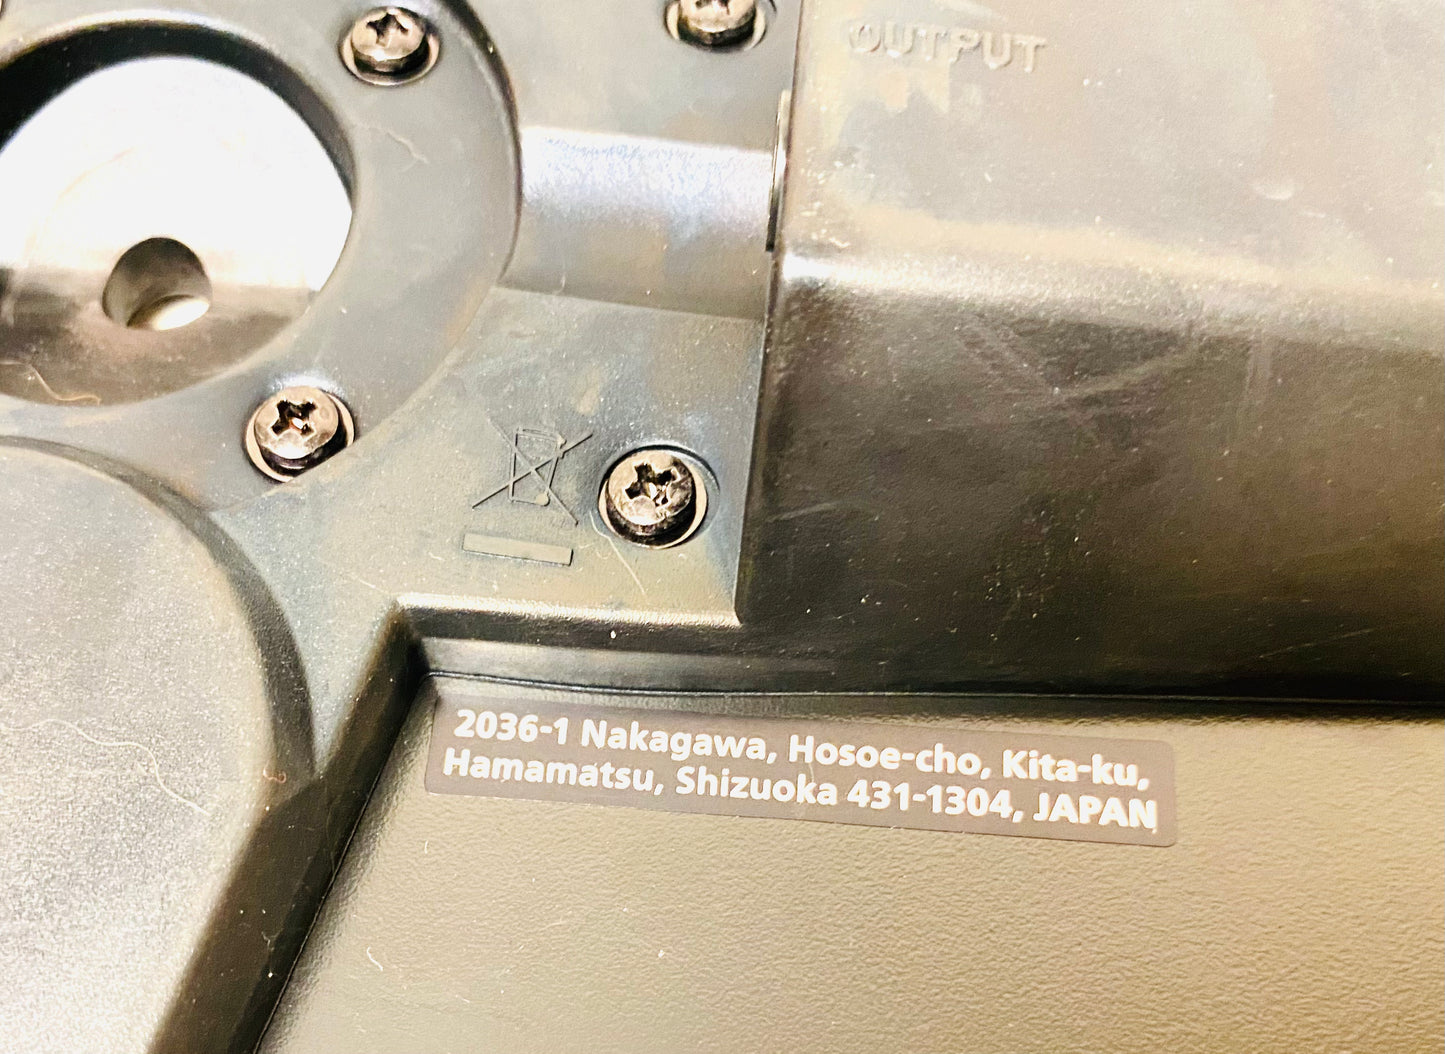 OUTPUT
2036-1 Nakagawa, Hosoe-cho, Kita-ku,
Hamamatsu, Shizuoka 431-1304, JAPAN